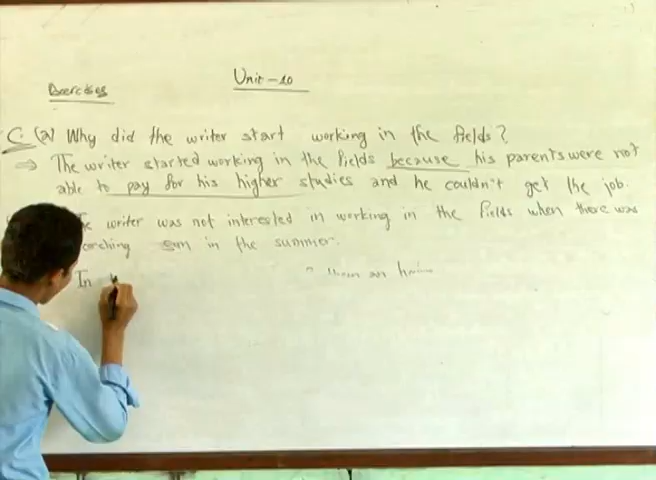 Unit-10
Exercises
C. (a) Why did the writer start working in the fields?
⇒ The writer started working in the fields because his parents were not
able to pay for his higher studies and he couldn't get the job.
writer was not interested in working in the fields when there was
sun in the summer.
In